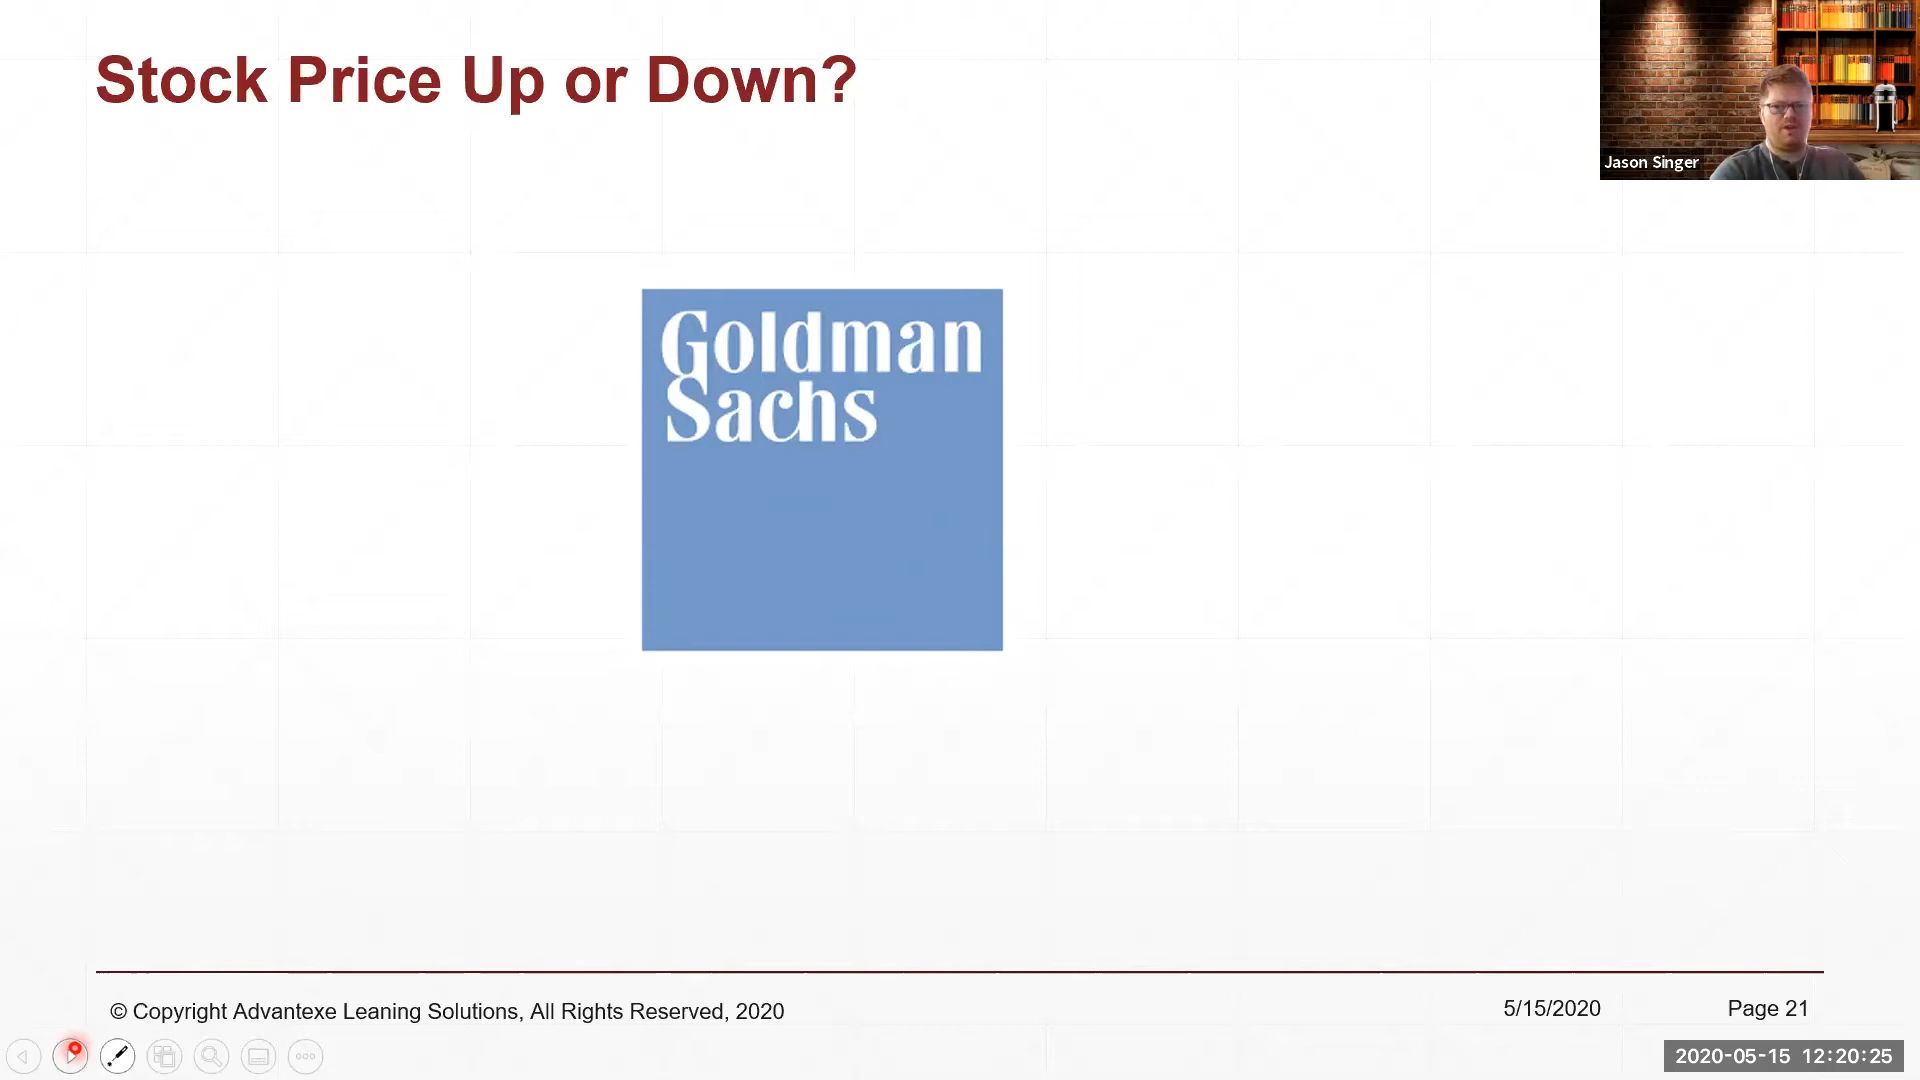 Stock Price Up or Down?
Jason Singer
Goldman
Sachs
© Copyright Advantexe Leaning Solutions, All Rights Reserved, 2020
5/15/2020
Page 21
2020-05-15 12:20:25